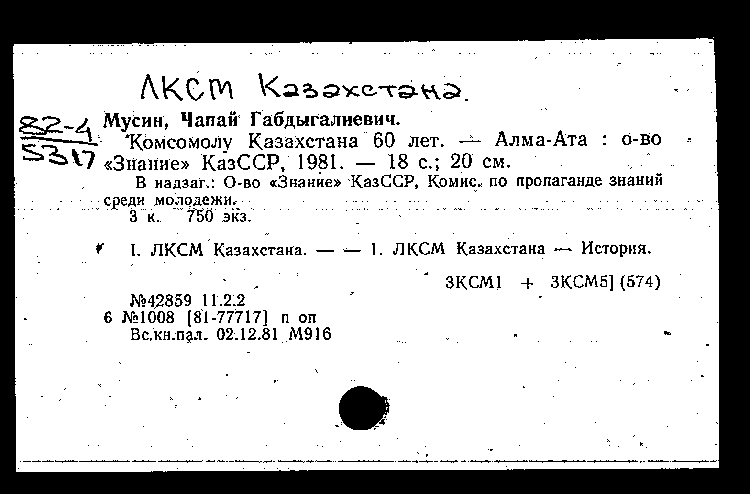 ЛКСМ Казахстана.
82-4
5317
Мусин, Чапай Габдыгалиевич.
Комсомолу Казахстана 60 лет. — Алма-Ата : о-во
«Знание» КазССР, 1981. — 18 с.; 20 см.
В надзаг.: О-во «Знание» КазССР, Комис. по пропаганде знаний
среди молодежи.
3 к. 750 экз.
I. ЛКСМ Казахстана. — — 1. ЛКСМ Казахстана — История.
3КСМ1 + 3КСМ5] (574)
№42859 11.2.2
6 №1008 [81-77717] п оп
Вс.кн.пал. 02.12.81 М916